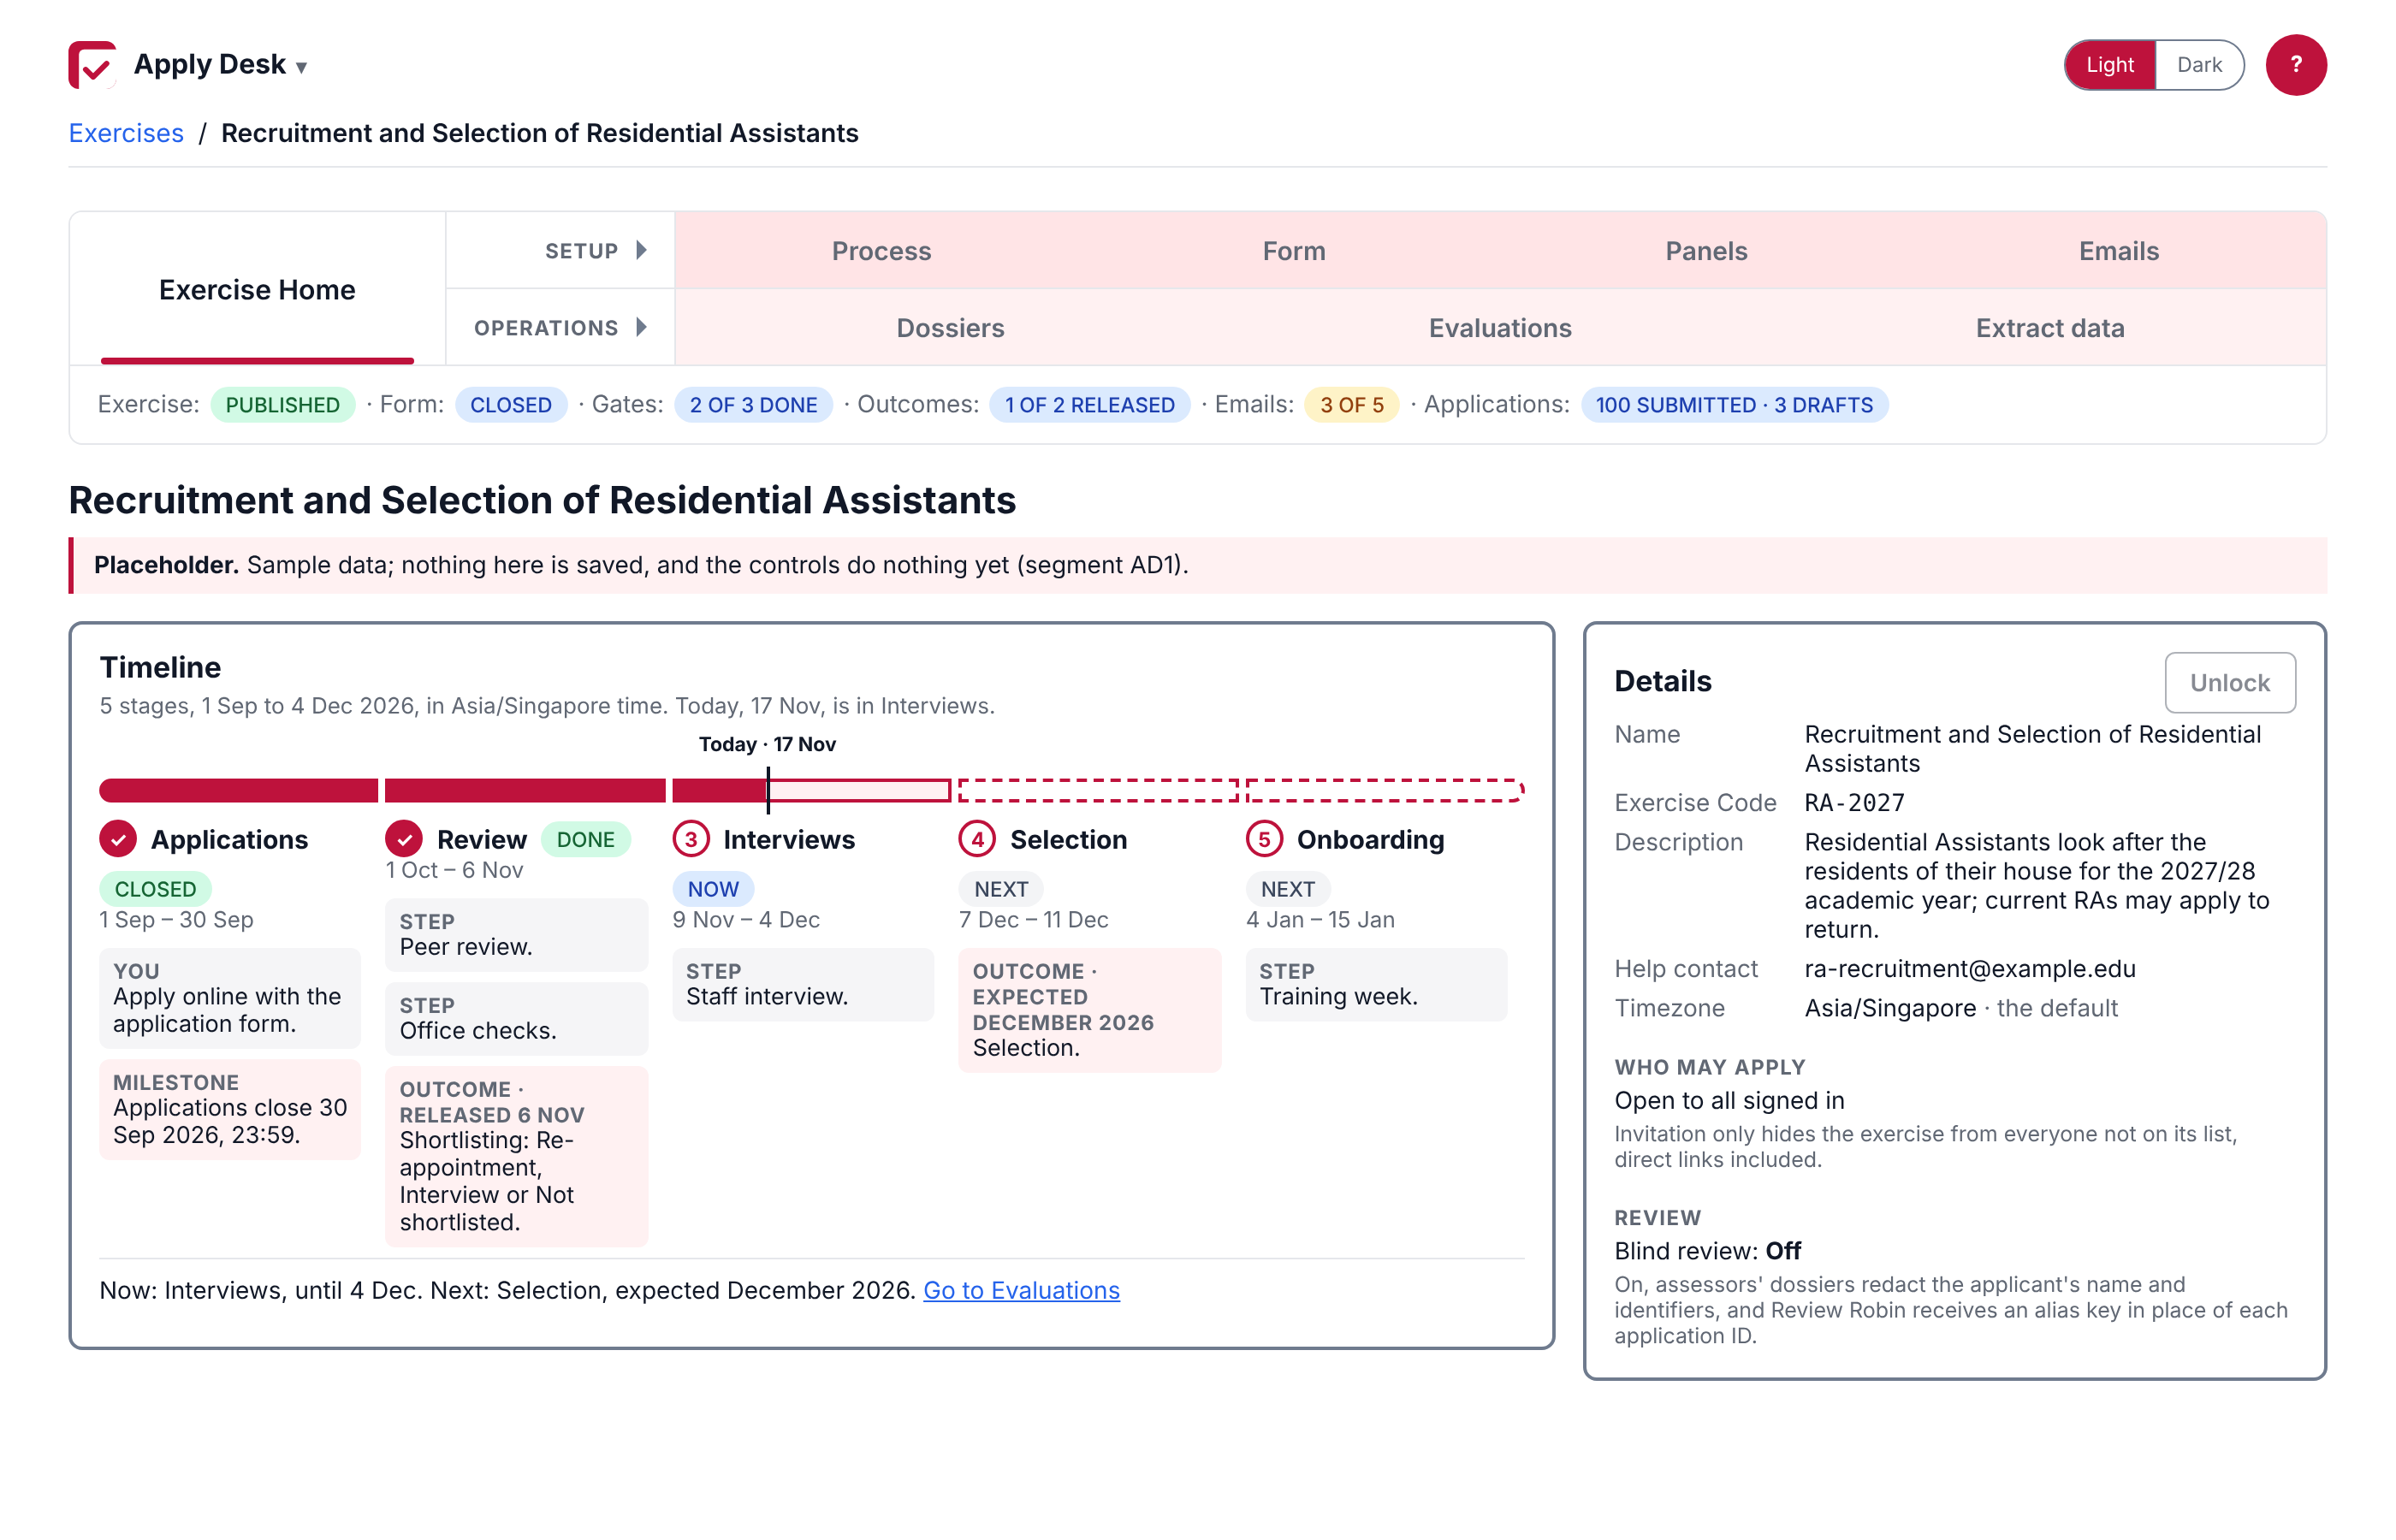 Apply Desk ▾
Light
Dark
?
Exercises / Recruitment and Selection of Residential Assistants
Exercise Home
SETUP
Process
Form
Panels
Emails
OPERATIONS
Dossiers
Evaluations
Extract data
Exercise: PUBLISHED · Form: CLOSED · Gates: 2 OF 3 DONE · Outcomes: 1 OF 2 RELEASED · Emails: 3 OF 5 · Applications: 100 SUBMITTED · 3 DRAFTS
Recruitment and Selection of Residential Assistants
Placeholder. Sample data; nothing here is saved, and the controls do nothing yet (segment AD1).
Timeline
5 stages, 1 Sep to 4 Dec 2026, in Asia/Singapore time. Today, 17 Nov, is in Interviews.
Today · 17 Nov
Applications
CLOSED
1 Sep – 30 Sep
YOU
Apply online with the
application form.
MILESTONE
Applications close 30
Sep 2026, 23:59.
Review DONE
1 Oct – 6 Nov
STEP
Peer review.
STEP
Office checks.
OUTCOME ·
RELEASED 6 NOV
Shortlisting: Re-
appointment,
Interview or Not
shortlisted.
3 Interviews
NOW
9 Nov – 4 Dec
STEP
Staff interview.
4 Selection
NEXT
7 Dec – 11 Dec
OUTCOME ·
EXPECTED
DECEMBER 2026
Selection.
5 Onboarding
NEXT
4 Jan – 15 Jan
STEP
Training week.
Now: Interviews, until 4 Dec. Next: Selection, expected December 2026. Go to Evaluations
Details
Unlock
Name
Recruitment and Selection of Residential
Assistants
Exercise Code RA-2027
Description
Residential Assistants look after the
residents of their house for the 2027/28
academic year; current RAs may apply to
return.
Help contact ra-recruitment@example.edu
Timezone Asia/Singapore · the default
WHO MAY APPLY
Open to all signed in
Invitation only hides the exercise from everyone not on its list,
direct links included.
REVIEW
Blind review: Off
On, assessors' dossiers redact the applicant's name and
identifiers, and Review Robin receives an alias key in place of each
application ID.